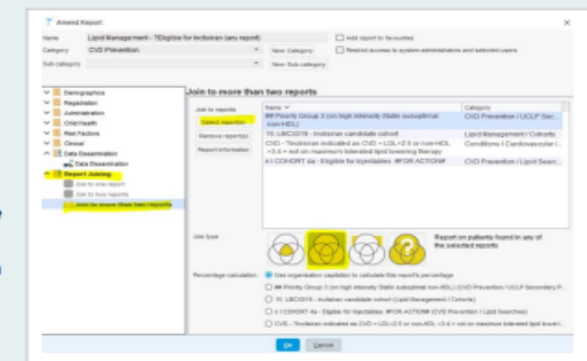 Amend Report
Name Lipid Management - ?Eligible for Inclisiran (any report)
Add report to favourites
Category CVD Prevention
New Category
Restrict access to system administrators and selected users
Sub category
New Sub-category
Demographics
Registration
Administration
Child Health
Risk Factors
Clinical
Data Dissemination
Data Dissemination
Report Joining
Join to one report
Join to two reports
Join to more than two reports
Join to more than two reports
Join to reports
Select report(s)
Remove report(s)
Report information
Name Category
## Priority Group 3 (on high intensity Statin suboptimal non-HDL) CVD Prevention / UCLP Sec...
Inclisiran candidate cohort Lipid Management / Cohorts
CVD - ?Inclisiran indicated as CVD + LDL>2.6 or non-HDL >3.4 + not on maximum tolerated lipid lowering therapy Conditions / Cardiovascular (...
COHORT 4a - Eligible for Injectables #FOR ACTION# CVD Prevention / Lipid Searc...
Join type
Report on patients found in any of
the selected reports
Percentage calculation
Use organisation capitation to calculate this report's percentage
## Priority Group 3 (on high intensity Statin suboptimal non-HDL) (CVD Prevention / UCLP Secondary P...
Inclisiran candidate cohort (Lipid Management / Cohorts)
COHORT 4a - Eligible for Injectables #FOR ACTION# (CVD Prevention / Lipid Searches)
CVD - ?Inclisiran indicated as CVD + LDL>2.6 or non-HDL >3.4 + not on maximum tolerated lipid loweri...
Ok
Cancel